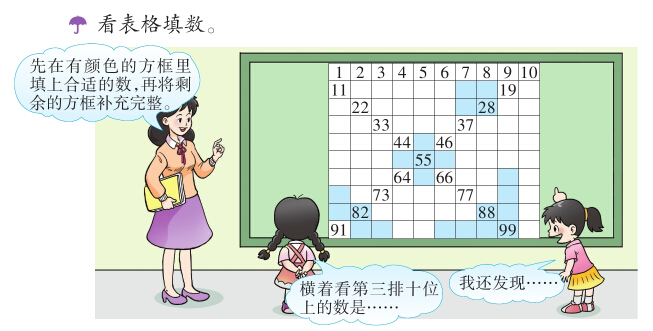 看表格填数。
先在有颜色的方框里
填上合适的数,再将剩
余的方框补充完整。
1 2 3 4 5 6 7 8 9 10
11 19
22 28
33 37
44 46
55
64 66
73 77
82 88
91 99
横着看第三排十位
上的数是……
我还发现……